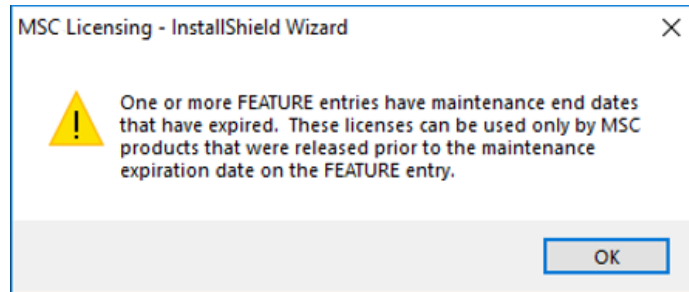 MSC Licensing - InstallShield Wizard
One or more FEATURE entries have maintenance end dates
that have expired.  These licenses can be used only by MSC
products that were released prior to the maintenance
expiration date on the FEATURE entry.
OK